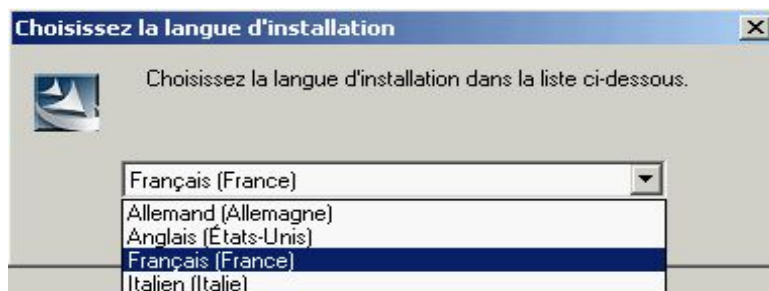 Choisissez la langue d'installation
Choisissez la langue d'installation dans la liste ci-dessous.
Français (France)
Allemand (Allemagne)
Anglais (États-Unis)
Français (France)
Italien (Italie)